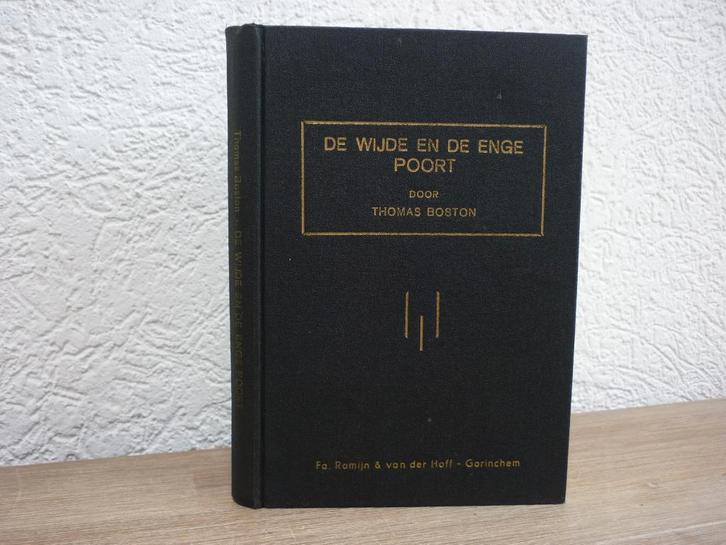 DE WIJDE EN DE ENGE
POORT
DOOR
THOMAS BOSTON
Fa. Romijn & van der Hoff - Gorinchem
Thomas Boston - DE WIJDE EN DE ENGE POORT